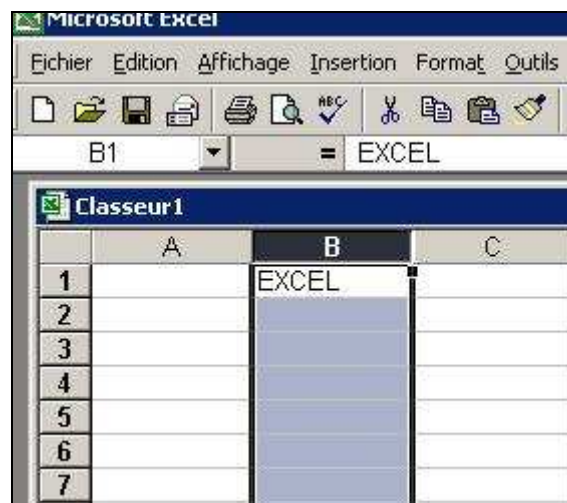 Microsoft Excel
Fichier Edition Affichage Insertion Format Outils
ABC
B1 = EXCEL
Classeur1
A B C
1 EXCEL
2
3
4
5
6
7